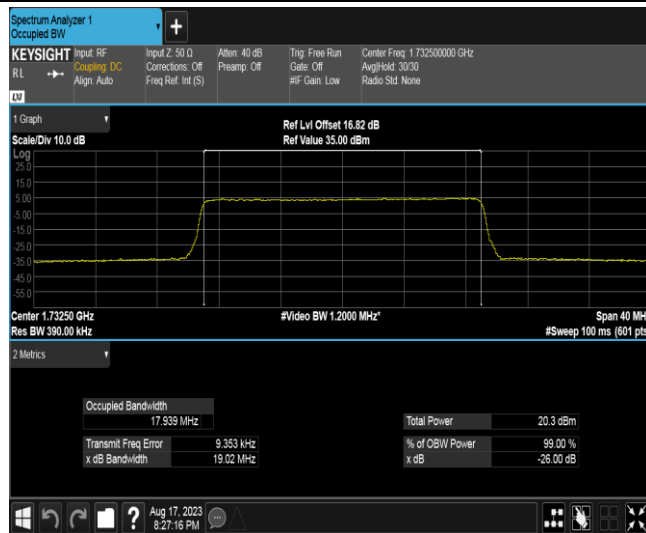 Spectrum Analyzer 1
Occupied BW
+
KEYSIGHT
RL
Input: RF
Coupling: DC
Align: Auto
Input Z: 50 Ω
Corrections: Off
Freq Ref: Int (S)
Atten: 40 dB
Preamp: Off
Trig: Free Run
Gate: Off
#IF Gain: Low
Center Freq: 1.732500000 GHz
Avg|Hold: 30/30
Radio Std: None
1 Graph
Scale/Div 10.0 dB
Ref Lvl Offset 16.82 dB
Ref Value 35.00 dBm
Log
25.0
15.0
5.00
-5.00
-15.0
-25.0
-35.0
-45.0
-55.0
Center 1.73250 GHz
#Video BW 1.2000 MHz*
Span 40 MH
Res BW 390.00 kHz
#Sweep 100 ms (601 pts
2 Metrics
Occupied Bandwidth
17.939 MHz
Total Power 20.3 dBm
Transmit Freq Error 9.353 kHz
% of OBW Power 99.00 %
x dB Bandwidth 19.02 MHz
x dB -26.00 dB
?
Aug 17, 2023
8:27:16 PM